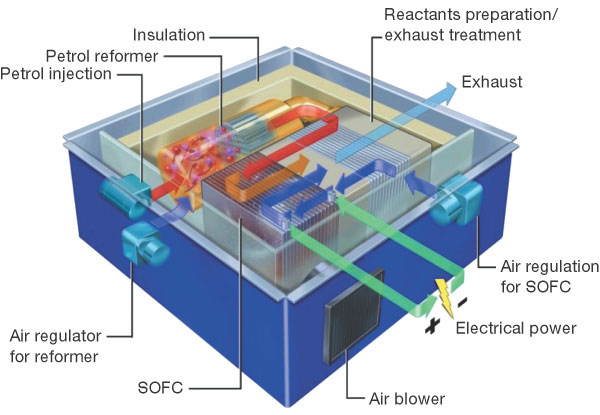 Reactants preparation/
exhaust treatment
Insulation
Petrol reformer
Petrol injection
Exhaust
Air regulation
for SOFC
+ -
Electrical power
Air regulator
for reformer
SOFC
Air blower